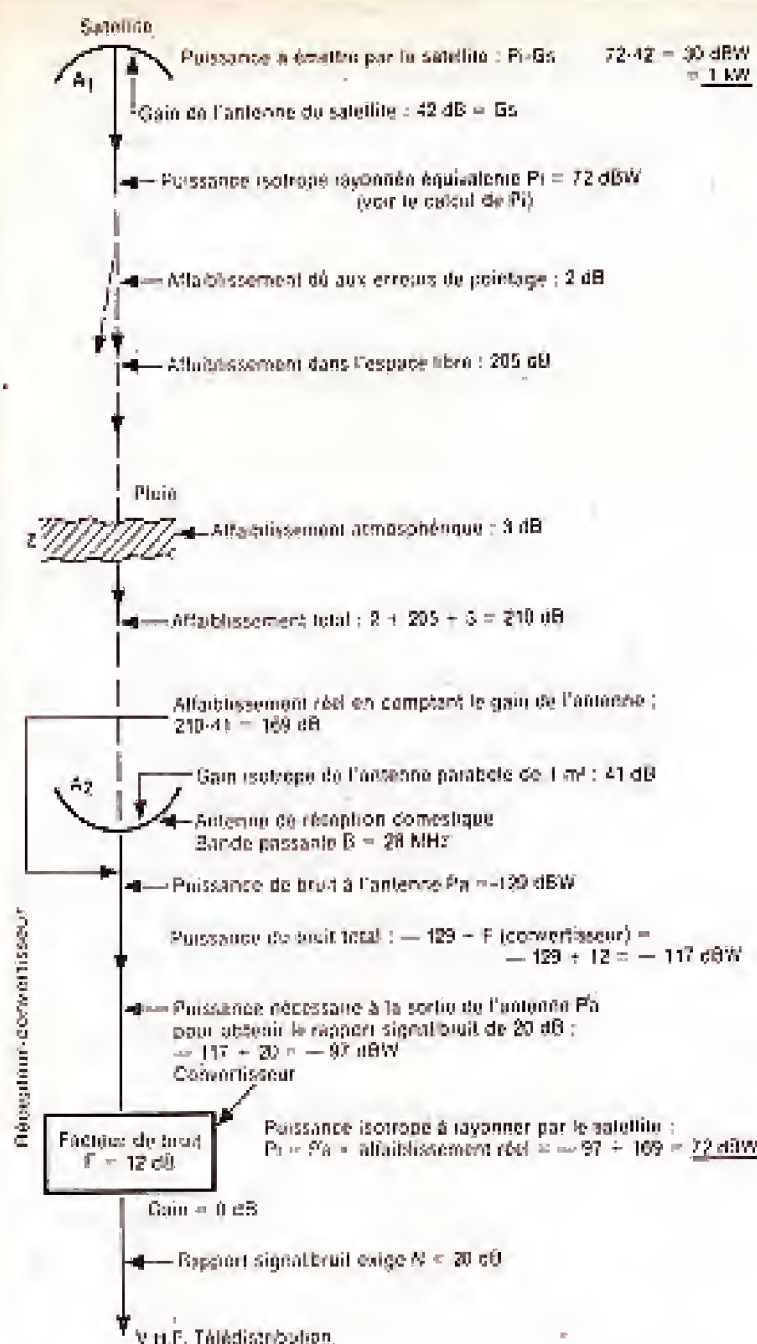 Satellite
A1
Puissance à émettre par le satellite : Pi-Gs 72-42 = 30 dBW
= 1 kW
Gain de l'antenne du satellite : 42 dB = Gs
Puissance isotrope rayonnée équivalente Pi = 72 dBW
(voir le calcul de Pi)
Affaiblissement dû aux erreurs de pointage : 2 dB
Affaiblissement dans l'espace libre : 205 dB
Pluie
Z
Affaiblissement atmosphérique : 3 dB
Affaiblissement total : 2 + 205 + 3 = 210 dB
Affaiblissement réel en comptant le gain de l'antenne :
210-41 = 169 dB
A2
Gain isotrope de l'antenne parabole de 1 m² : 41 dB
Antenne de réception domestique
Bande passante B = 28 MHz
Puissance de bruit à l'antenne Pa = -129 dBW
Puissance du bruit total : — 129 + F (convertisseur) =
— 129 + 12 = — 117 dBW
Puissance nécessaire à la sortie de l'antenne P'a
pour obtenir le rapport signal/bruit de 20 dB :
— 117 + 20 = — 97 dBW
Convertisseur
Récepteur-convertisseur
Facteur de bruit
F = 12 dB
Puissance isotrope à rayonner par le satellite :
Pi = P'a + affaiblissement réel = — 97 + 169 = 72 dBW
Gain = 0 dB
Rapport signal/bruit exigé N = 20 dB
V.H.F. Télédistribution